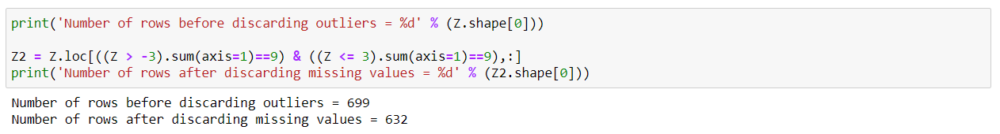 print('Number of rows before discarding outliers = %d' % (Z.shape[0]))
Z2 = Z.loc[((Z > -3).sum(axis=1)==9) & ((Z <= 3).sum(axis=1)==9),:]
print('Number of rows after discarding missing values = %d' % (Z2.shape[0]))
Number of rows before discarding outliers = 699
Number of rows after discarding missing values = 632